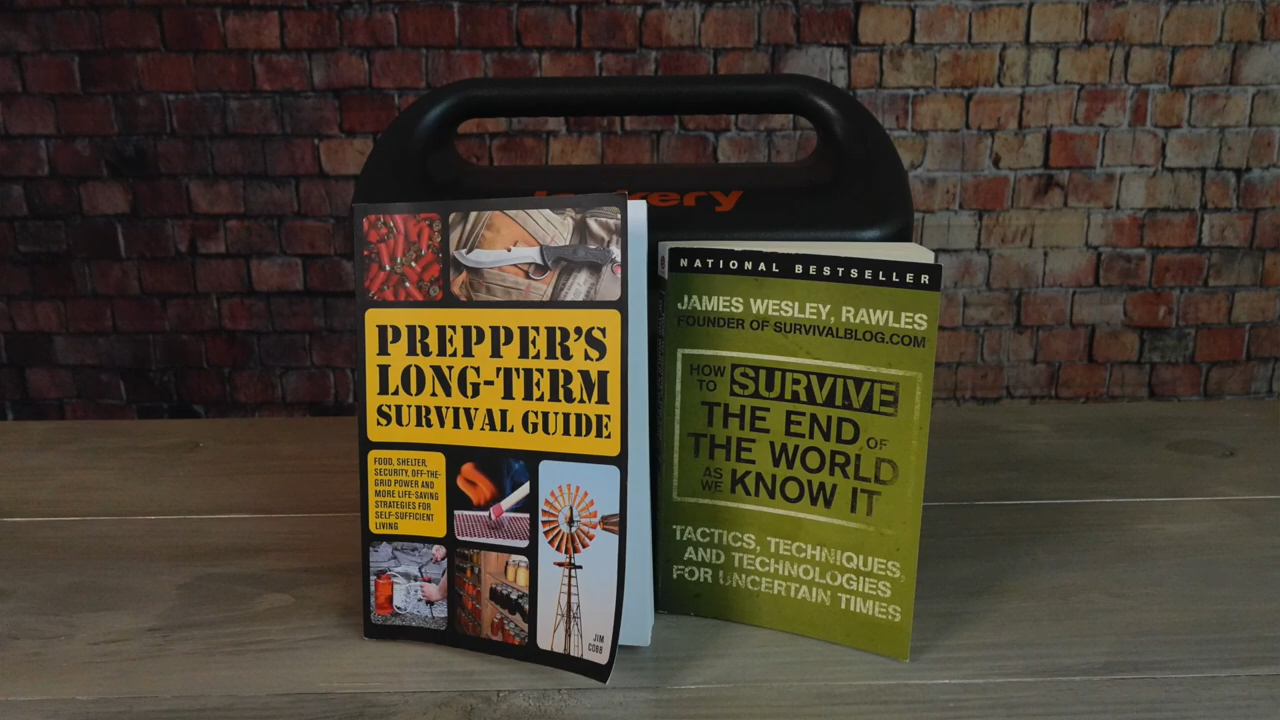 PREPPER'S
LONG-TERM
SURVIVAL GUIDE
FOOD, SHELTER,
SECURITY, OFF-THE-
GRID POWER AND
MORE LIFE-SAVING
STRATEGIES FOR
SELF-SUFFICIENT
LIVING
JIM
COBB
NATIONAL BESTSELLER
JAMES WESLEY, RAWLES
FOUNDER OF SURVIVALBLOG.COM
HOW TO SURVIVE
THE END OF
THE WORLD
AS WE KNOW IT
TACTICS, TECHNIQUES,
AND TECHNOLOGIES
FOR UNCERTAIN TIMES